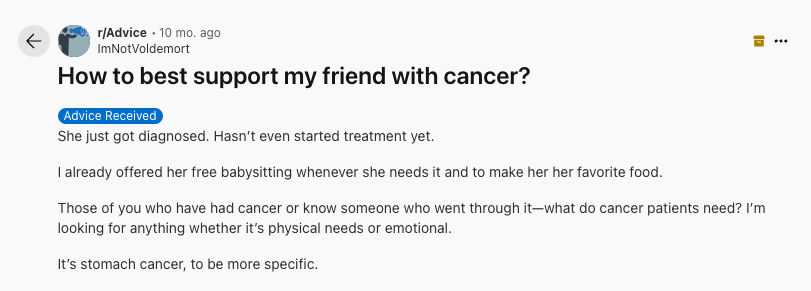 r/Advice • 10 mo. ago
ImNotVoldemort
How to best support my friend with cancer?
Advice Received
She just got diagnosed. Hasn’t even started treatment yet.
I already offered her free babysitting whenever she needs it and to make her her favorite food.
Those of you who have had cancer or know someone who went through it—what do cancer patients need? I’m
looking for anything whether it’s physical needs or emotional.
It’s stomach cancer, to be more specific.